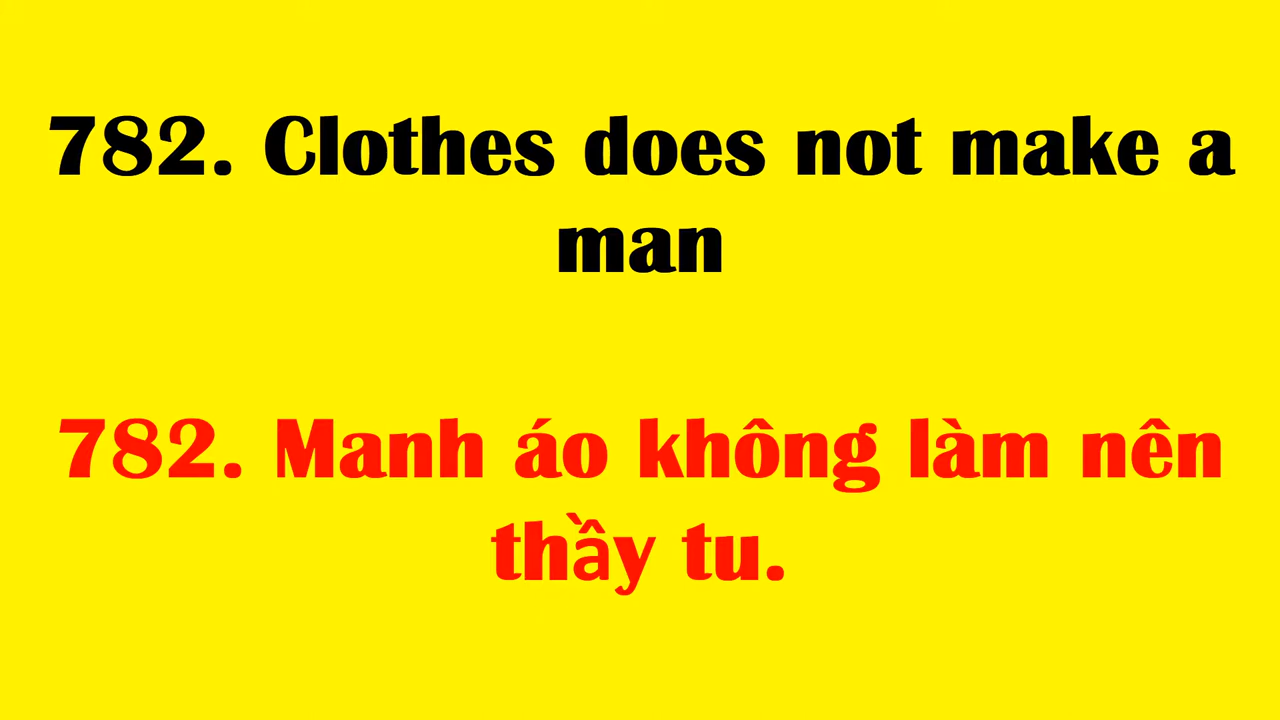 782. Clothes does not make a
man
782. Manh áo không làm nên
thầy tu.